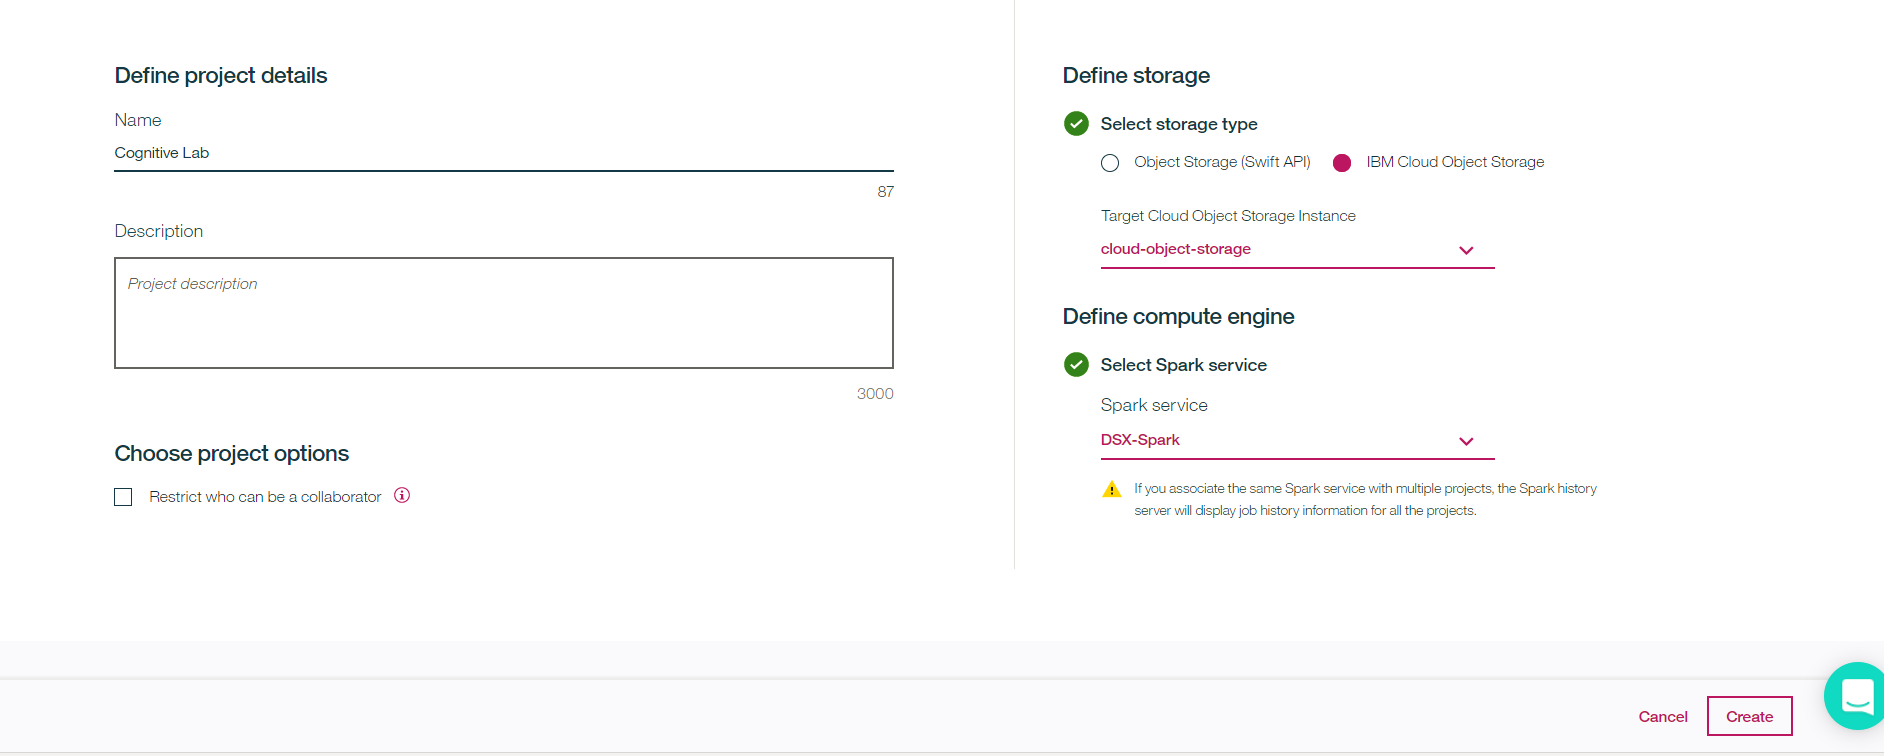 Define project details
Name
Cognitive Lab
87
Description
Project description
3000
Choose project options
Restrict who can be a collaborator
Define storage
Select storage type
Object Storage (Swift API) IBM Cloud Object Storage
Target Cloud Object Storage Instance
cloud-object-storage
Define compute engine
Select Spark service
Spark service
DSX-Spark
If you associate the same Spark service with multiple projects, the Spark history
server will display job history information for all the projects.
Cancel Create